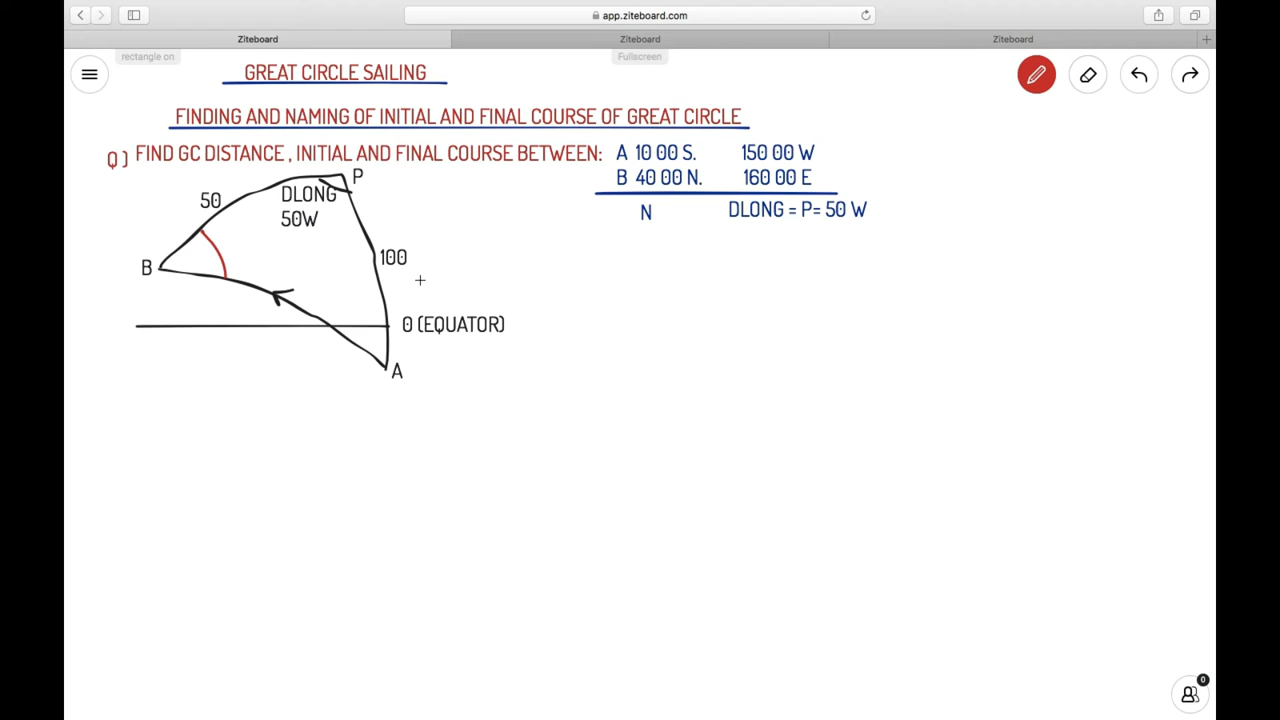 app.ziteboard.com
Ziteboard Ziteboard Ziteboard
rectangle on Fullscreen
GREAT CIRCLE SAILING
FINDING AND NAMING OF INITIAL AND FINAL COURSE OF GREAT CIRCLE
Q) FIND GC DISTANCE , INITIAL AND FINAL COURSE BETWEEN: A 10 00 S. 150 00 W
B 40 00 N. 160 00 E
N DLONG = P= 50 W
P
50 DLONG
50W
100
B
0 (EQUATOR)
A
0